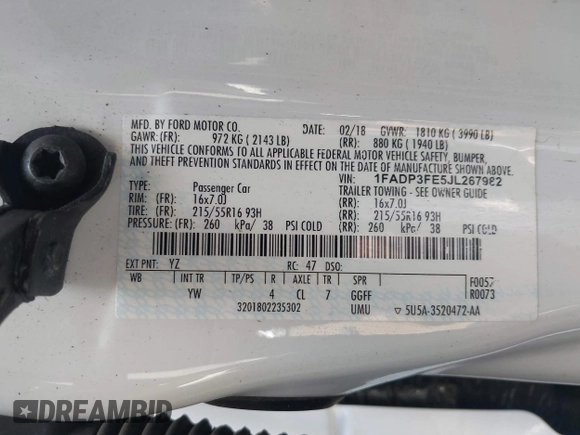 MFD. BY FORD MOTOR CO.
DATE: 02/18 GVWR: 1810 KG ( 3990 LB)
GAWR: (FR): 972 KG ( 2143 LB) (RR): 880 KG ( 1940 LB)
THIS VEHICLE CONFORMS TO ALL APPLICABLE FEDERAL MOTOR VEHICLE SAFETY, BUMPER,
AND THEFT PREVENTION STANDARDS IN EFFECT ON THE DATE OF MANUFACTURE SHOWN ABOVE.
VIN: 1FADP3FE5JL267982
TYPE: Passenger Car TRAILER TOWING - SEE OWNER GUIDE
RIM: (FR): 16x7.0J (RR): 16x7.0J
TIRE: (FR): 215/55R16 93H (RR): 215/55R16 93H
PRESSURE: (FR): 260 kPa/ 38 PSI COLD (RR): 260 kPa/ 38 PSI COLD
EXT PNT: YZ RC: 47 DSO:
WB INT TR TP/PS R AXLE TR SPR F0057
YW 4 CL 7 GGFF R0073
3201802235302 UMU ▽ 5U5A-3520472-AA
DREAMBID